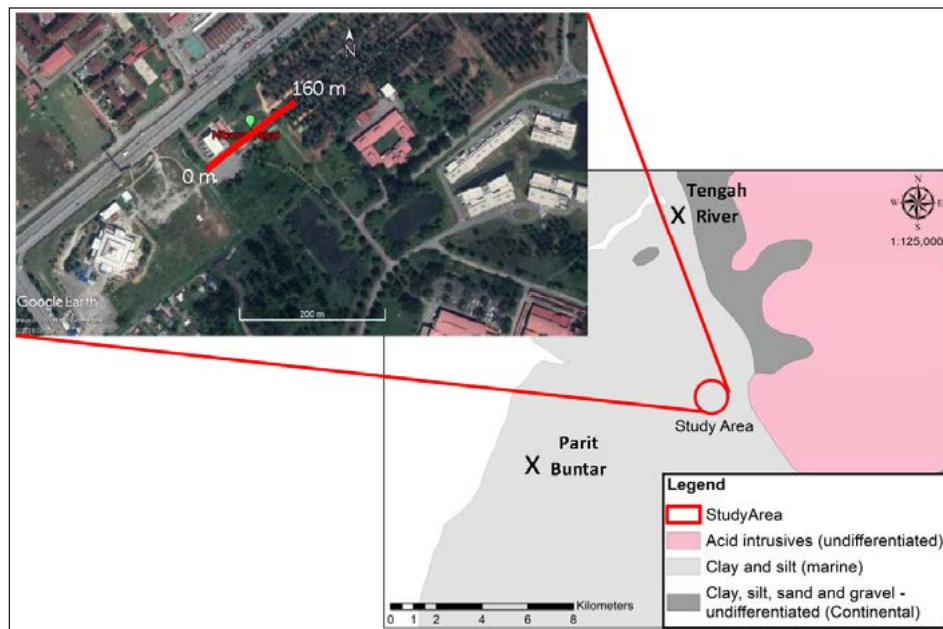 N
160 m
0 m
Google Earth
200 m
Tengah
River
N
W
E
S
1:125,000
Study Area
Parit
Buntar
Legend
StudyArea
Acid intrusives (undifferentiated)
Clay and silt (marine)
Clay, silt, sand and gravel -
undifferentiated (Continental)
Kilometers
0 1 2 4 6 8